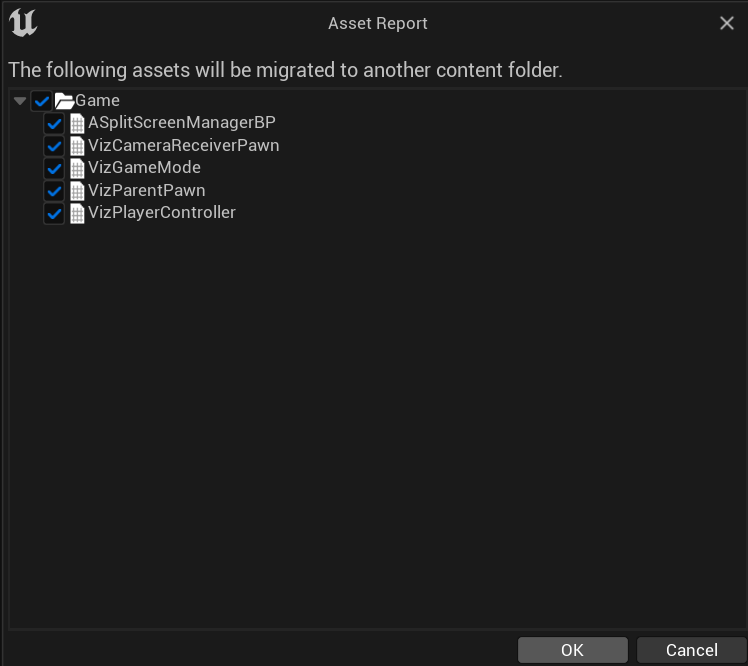 Asset Report
The following assets will be migrated to another content folder.
Game
ASplitScreenManagerBP
VizCameraReceiverPawn
VizGameMode
VizParentPawn
VizPlayerController
OK
Cancel